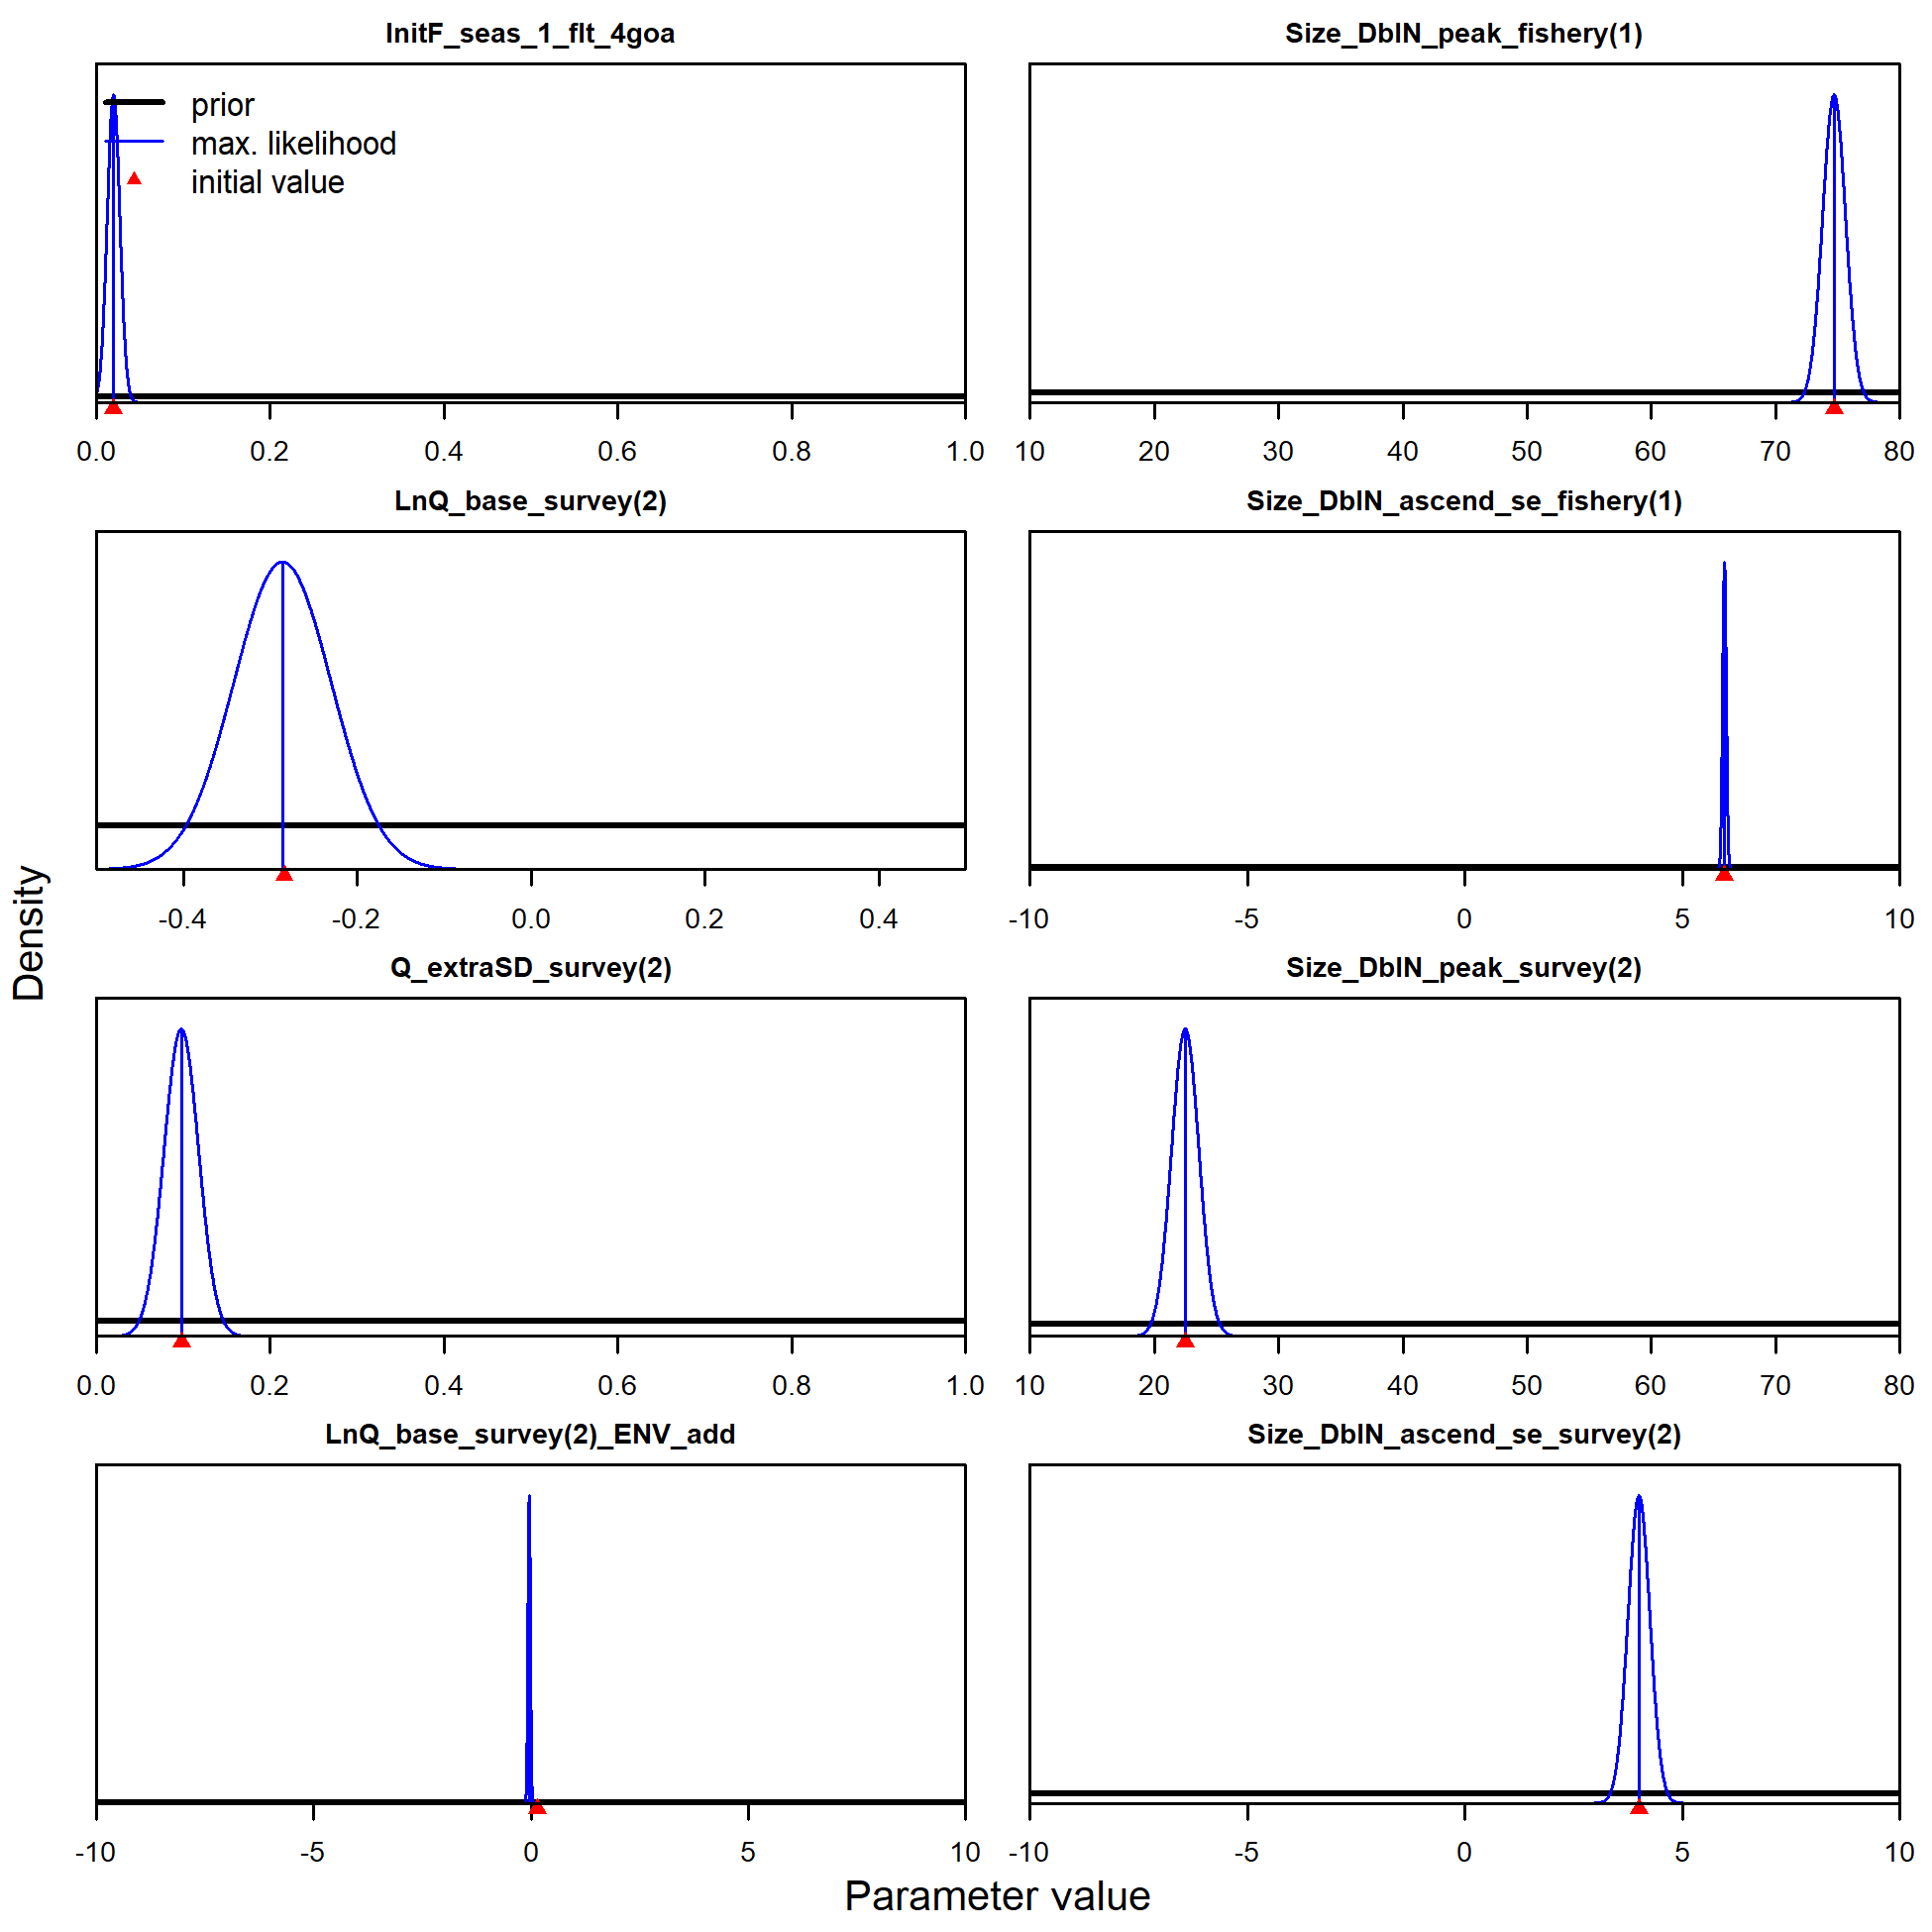 InitF_seas_1_flt_4goa
prior
max. likelihood
initial value
0.0 0.2 0.4 0.6 0.8 1.0
Size_DblN_peak_fishery(1)
10 20 30 40 50 60 70 80
LnQ_base_survey(2)
-0.4 -0.2 0.0 0.2 0.4
Size_DblN_ascend_se_fishery(1)
-10 -5 0 5 10
Q_extraSD_survey(2)
0.0 0.2 0.4 0.6 0.8 1.0
Size_DblN_peak_survey(2)
10 20 30 40 50 60 70 80
LnQ_base_survey(2)_ENV_add
-10 -5 0 5 10
Size_DblN_ascend_se_survey(2)
-10 -5 0 5 10
Density
Parameter value